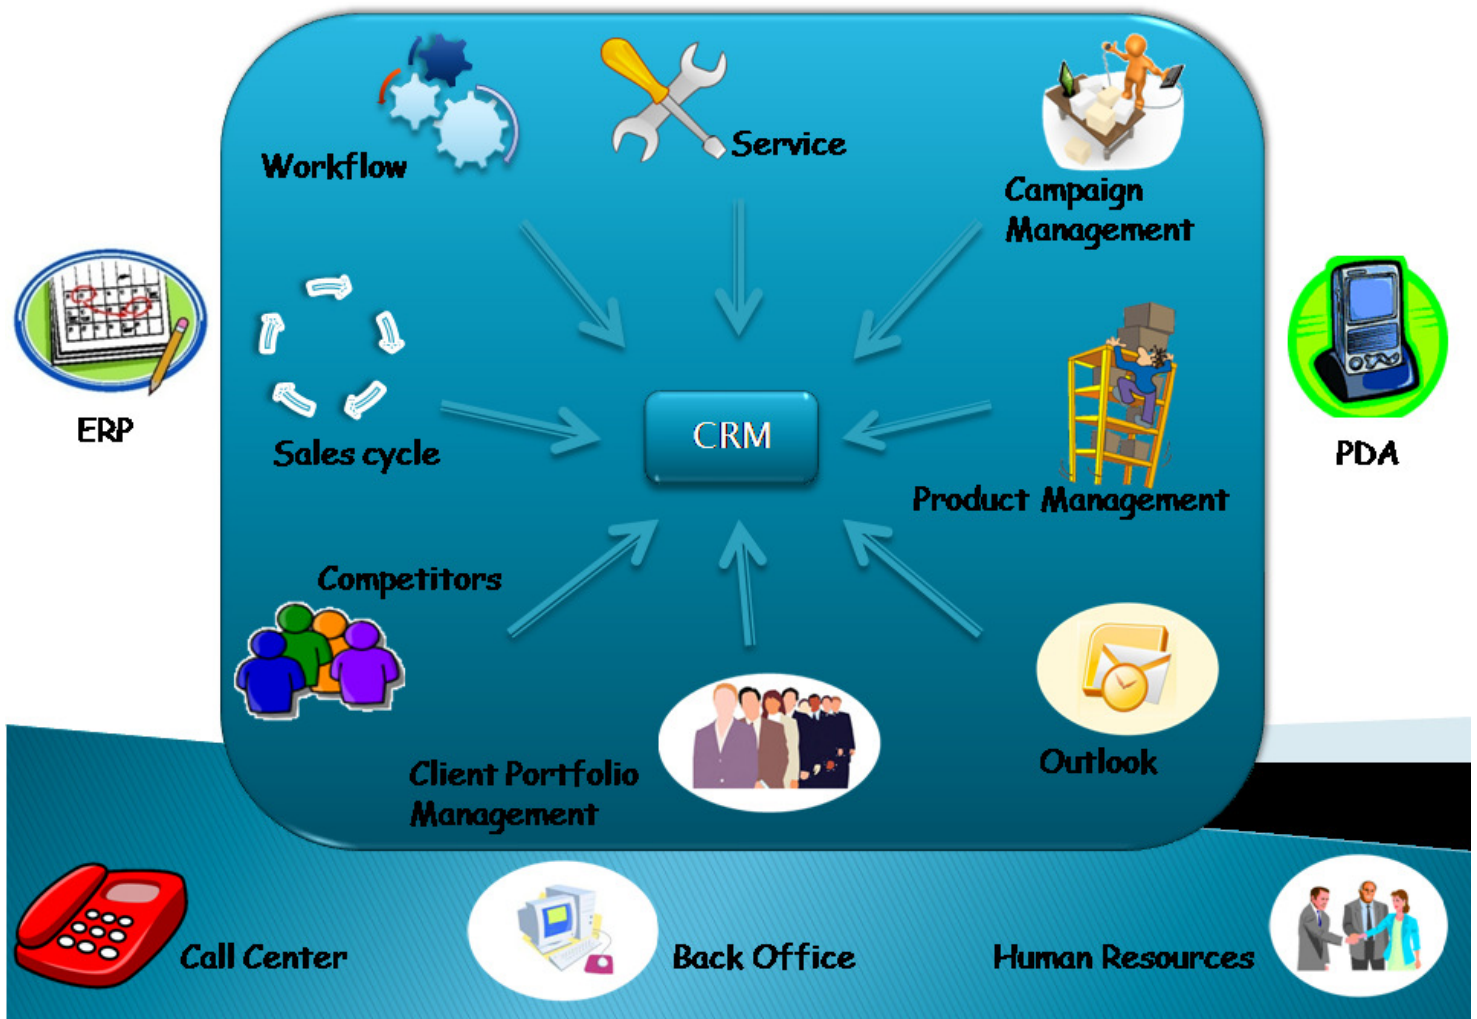 Workflow
Service
Campaign
Management
ERP
Sales cycle
CRM
Product Management
PDA
Competitors
Client Portfolio
Management
Outlook
Call Center
Back Office
Human Resources